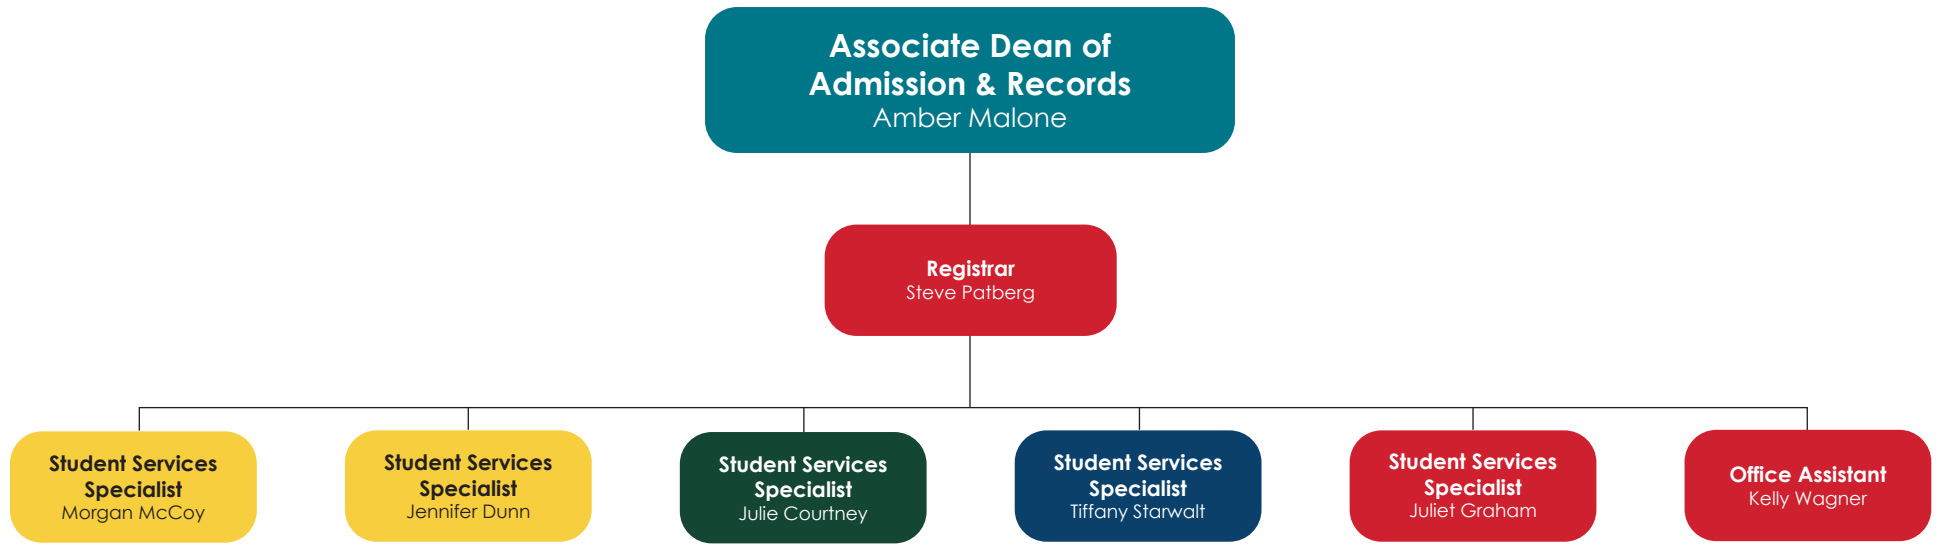 Associate Dean of
Admission & Records
Amber Malone
Registrar
Steve Patberg
Student Services
Specialist
Morgan McCoy
Student Services
Specialist
Jennifer Dunn
Student Services
Specialist
Julie Courtney
Student Services
Specialist
Tiffany Starwalt
Student Services
Specialist
Juliet Graham
Office Assistant
Kelly Wagner